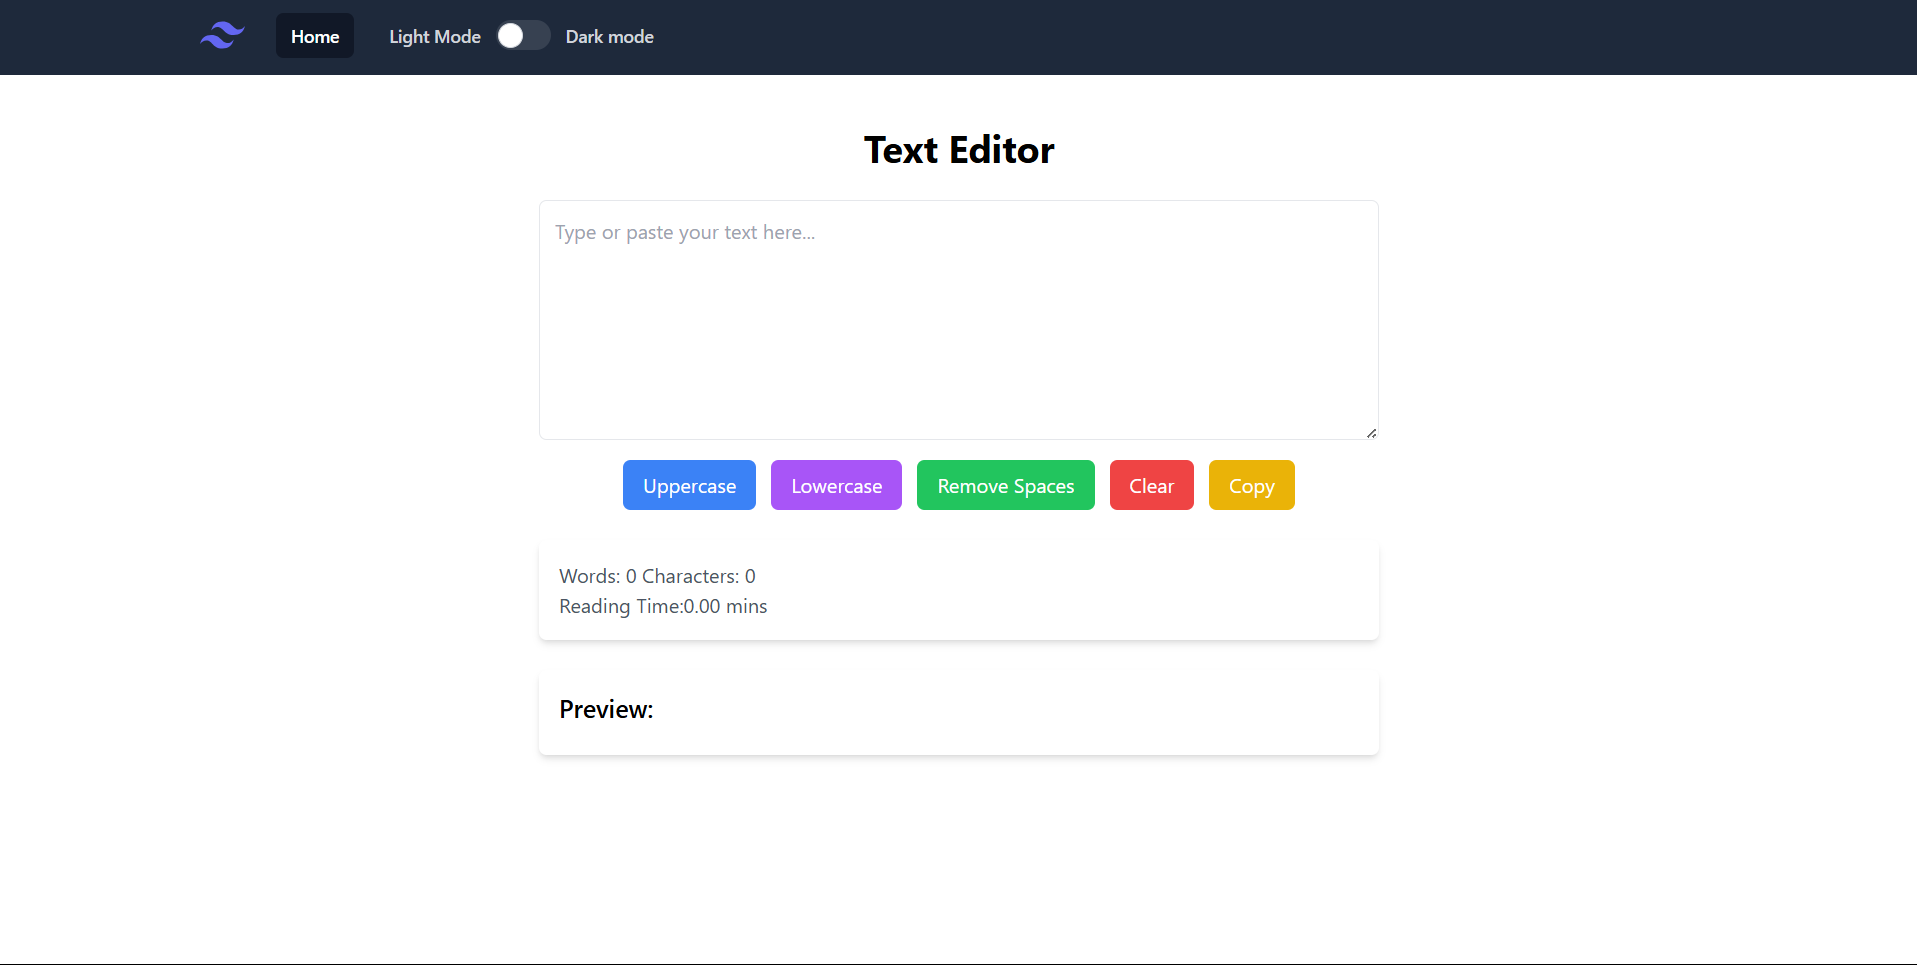 Home Light Mode Dark mode
Text Editor
Type or paste your text here...
Uppercase Lowercase Remove Spaces Clear Copy
Words: 0 Characters: 0
Reading Time:0.00 mins
Preview: